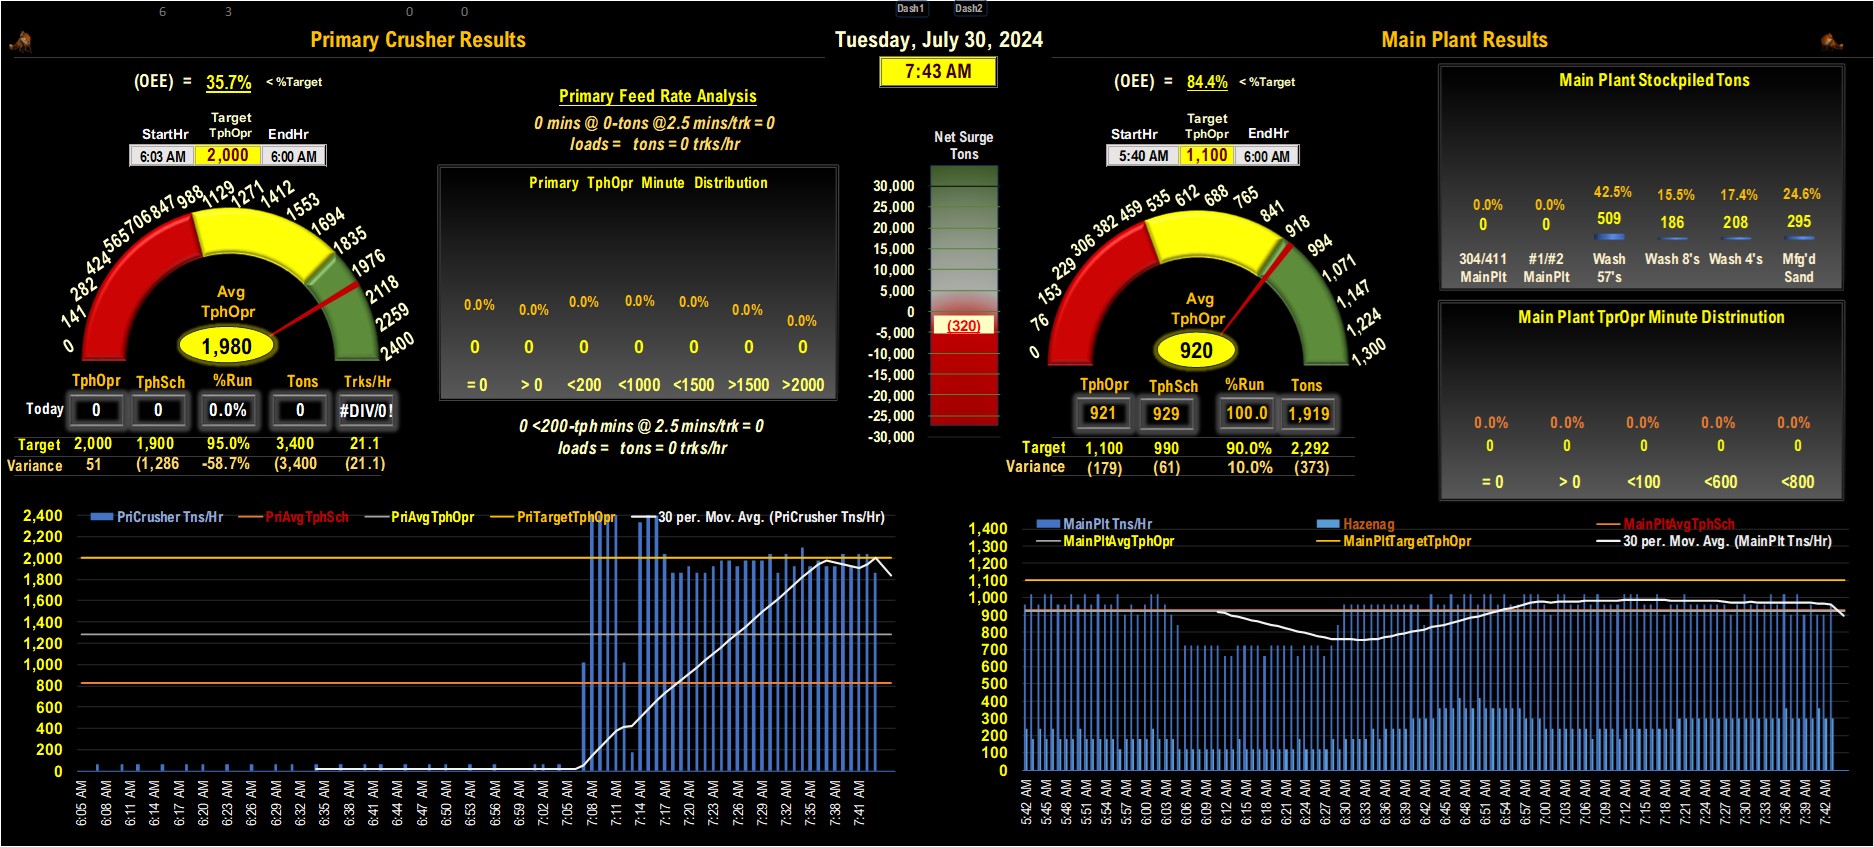 6 3 0 0 Dash1 Dash2
Primary Crusher Results
Tuesday, July 30, 2024
Main Plant Results
7:43 AM
(OEE) = 35.7% < %Target
StartHr Target TphOpr EndHr
6:03 AM 2,000 6:00 AM
0 141 282 424 565 706 847 988 1129 1271 1412 1553 1694 1835 1976 2118 2259 2400
Avg
TphOpr
1,980
TphOpr TphSch %Run Tons Trks/Hr
Today 0 0 0.0% 0 #DIV/0!
Target 2,000 1,900 95.0% 3,400 21.1
Variance 51 (1,286 -58.7% (3,400 (21.1)
Primary Feed Rate Analysis
0 mins @ 0-tons @2.5 mins/trk = 0
loads = tons = 0 trks/hr
Primary TphOpr Minute Distribution
0.0% 0.0% 0.0% 0.0% 0.0% 0.0% 0.0%
0 0 0 0 0 0 0
= 0 > 0 <200 <1000 <1500 >1500 >2000
0 <200-tph mins @ 2.5 mins/trk = 0
loads = tons = 0 trks/hr
Net Surge
Tons
30,000
25,000
20,000
15,000
10,000
5,000
0
(320)
-5,000
-10,000
-15,000
-20,000
-25,000
-30,000
(OEE) = 84.4% < %Target
StartHr Target TphOpr EndHr
5:40 AM 1,100 6:00 AM
0 76 153 229 306 382 459 535 612 688 765 841 918 994 1,071 1,147 1,224 1,300
Avg
TphOpr
920
TphOpr TphSch %Run Tons
921 929 100.0 1,919
Target 1,100 990 90.0% 2,292
Variance (179) (61) 10.0% (373)
Main Plant Stockpiled Tons
0.0% 0.0% 42.5% 15.5% 17.4% 24.6%
0 0 509 186 208 295
304/411 #1/#2 Wash Wash 8's Wash 4's Mfg'd
MainPlt MainPlt 57's Sand
Main Plant TprOpr Minute Distrinution
0.0% 0.0% 0.0% 0.0% 0.0%
0 0 0 0 0
= 0 > 0 <100 <600 <800
PriCrusher Tns/Hr PriAvgTphSch PriAvgTphOpr PriTargetTphOpr 30 per. Mov. Avg. (PriCrusher Tns/Hr)
2,400
2,200
2,000
1,800
1,600
1,400
1,200
1,000
800
600
400
200
0
6:05 AM 6:08 AM 6:11 AM 6:14 AM 6:17 AM 6:20 AM 6:23 AM 6:26 AM 6:29 AM 6:32 AM 6:35 AM 6:38 AM 6:41 AM 6:44 AM 6:47 AM 6:50 AM 6:53 AM 6:56 AM 6:59 AM 7:02 AM 7:05 AM 7:08 AM 7:11 AM 7:14 AM 7:17 AM 7:20 AM 7:23 AM 7:26 AM 7:29 AM 7:32 AM 7:35 AM 7:38 AM 7:41 AM
MainPlt Tns/Hr Hazenag MainPltAvgTphSch
MainPltAvgTphOpr MainPltTargetTphOpr 30 per. Mov. Avg. (MainPlt Tns/Hr)
1,400
1,300
1,200
1,100
1,000
900
800
700
600
500
400
300
200
100
0
5:42 AM 5:45 AM 5:48 AM 5:51 AM 5:54 AM 5:57 AM 6:00 AM 6:03 AM 6:06 AM 6:09 AM 6:12 AM 6:15 AM 6:18 AM 6:21 AM 6:24 AM 6:27 AM 6:30 AM 6:33 AM 6:36 AM 6:39 AM 6:42 AM 6:45 AM 6:48 AM 6:51 AM 6:54 AM 6:57 AM 7:00 AM 7:03 AM 7:06 AM 7:09 AM 7:12 AM 7:15 AM 7:18 AM 7:21 AM 7:24 AM 7:27 AM 7:30 AM 7:33 AM 7:36 AM 7:39 AM 7:42 AM